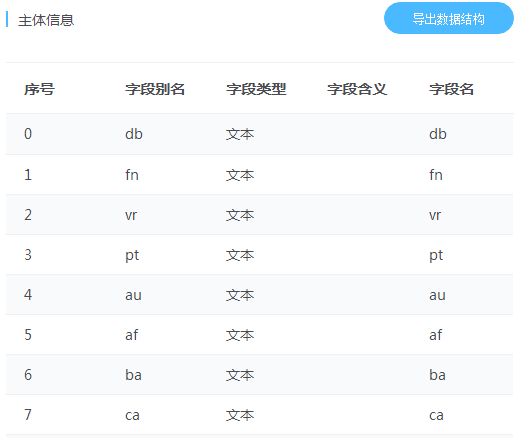 主体信息
导出数据结构
序号 字段别名 字段类型 字段含义 字段名
0 db 文本 db
1 fn 文本 fn
2 vr 文本 vr
3 pt 文本 pt
4 au 文本 au
5 af 文本 af
6 ba 文本 ba
7 ca 文本 ca